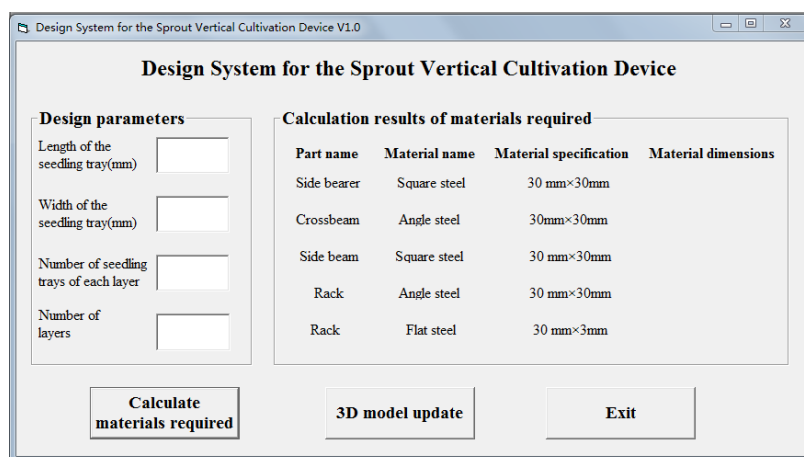 Design System for the Sprout Vertical Cultivation Device V1.0
Design System for the Sprout Vertical Cultivation Device
Design parameters
Length of the
seedling tray(mm)
Width of the
seedling tray(mm)
Number of seedling
trays of each layer
Number of
layers
Calculation results of materials required
Part name Material name Material specification Material dimensions
Side bearer Square steel 30 mm×30mm
Crossbeam Angle steel 30mm×30mm
Side beam Square steel 30 mm×30mm
Rack Angle steel 30 mm×30mm
Rack Flat steel 30 mm×3mm
Calculate
materials required
3D model update
Exit